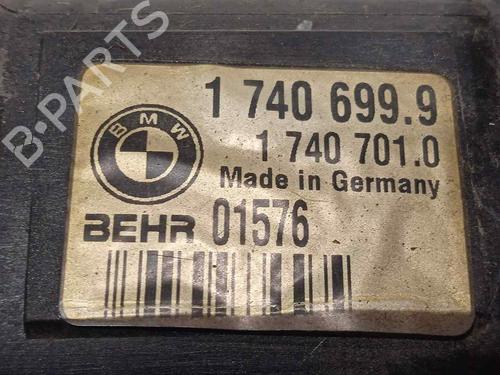 B-PARTS
BMW
1 740 699.9
1 740 701.0
Made in Germany
BEHR 01576